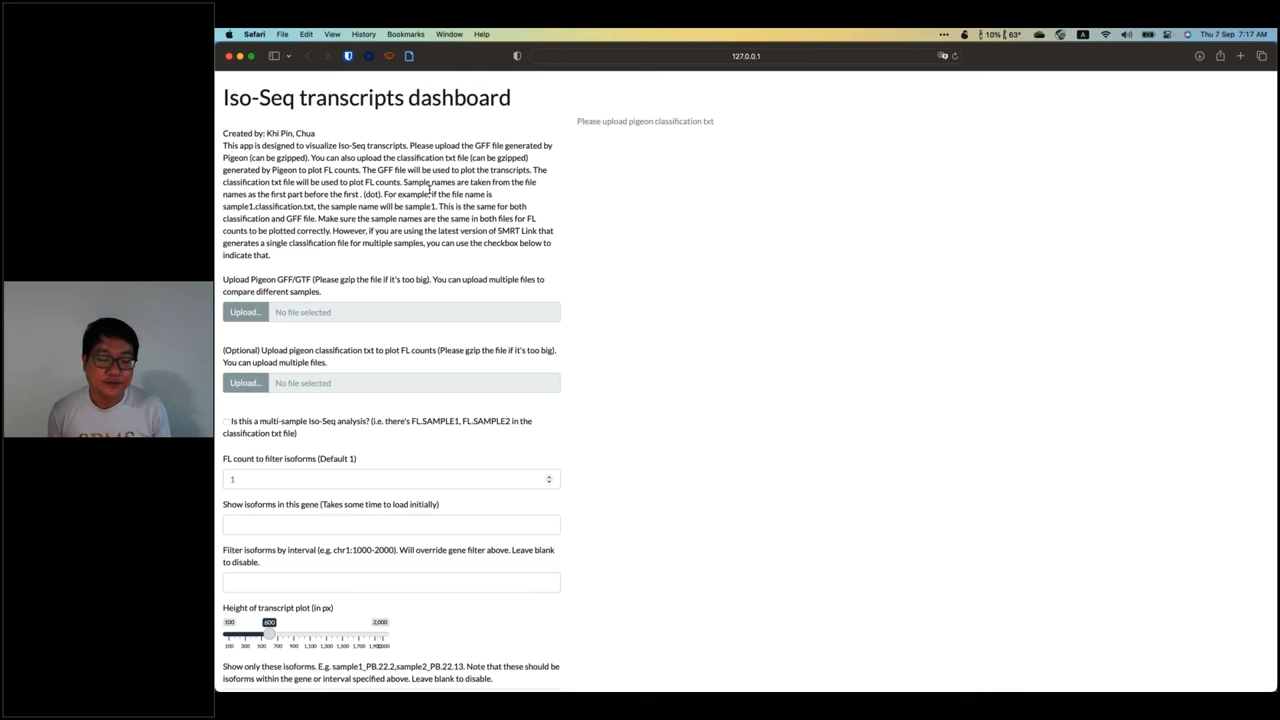 Safari File Edit View History Bookmarks Window Help
••• 10% 63° A Thu 7 Sep 7:17 AM
127.0.0.1
Iso-Seq transcripts dashboard
Please upload pigeon classification txt
Created by: Khi Pin, Chua
This app is designed to visualize Iso-Seq transcripts. Please upload the GFF file generated by
Pigeon (can be gzipped). You can also upload the classification txt file (can be gzipped)
generated by Pigeon to plot FL counts. The GFF file will be used to plot the transcripts. The
classification txt file will be used to plot FL counts. Sample names are taken from the file
names as the first part before the first . (dot). For example, if the file name is
sample1.classification.txt, the sample name will be sample1. This is the same for both
classification and GFF file. Make sure the sample names are the same in both files for FL
counts to be plotted correctly. However, if you are using the latest version of SMRT Link that
generates a single classification file for multiple samples, you can use the checkbox below to
indicate that.
Upload Pigeon GFF/GTF (Please gzip the file if it's too big). You can upload multiple files to
compare different samples.
Upload... No file selected
(Optional) Upload pigeon classification txt to plot FL counts (Please gzip the file if it's too big).
You can upload multiple files.
Upload... No file selected
Is this a multi-sample Iso-Seq analysis? (i.e. there's FL.SAMPLE1, FL.SAMPLE2 in the
classification txt file)
FL count to filter isoforms (Default 1)
1
Show isoforms in this gene (Takes some time to load initially)
Filter isoforms by interval (e.g. chr1:1000-2000). Will override gene filter above. Leave blank
to disable.
Height of transcript plot (in px)
100 600 2,000
100 300 500 700 900 1,100 1,300 1,500 1,700
Show only these isoforms. E.g. sample1_PB.22.2,sample2_PB.22.13. Note that these should be
isoforms within the gene or interval specified above. Leave blank to disable.